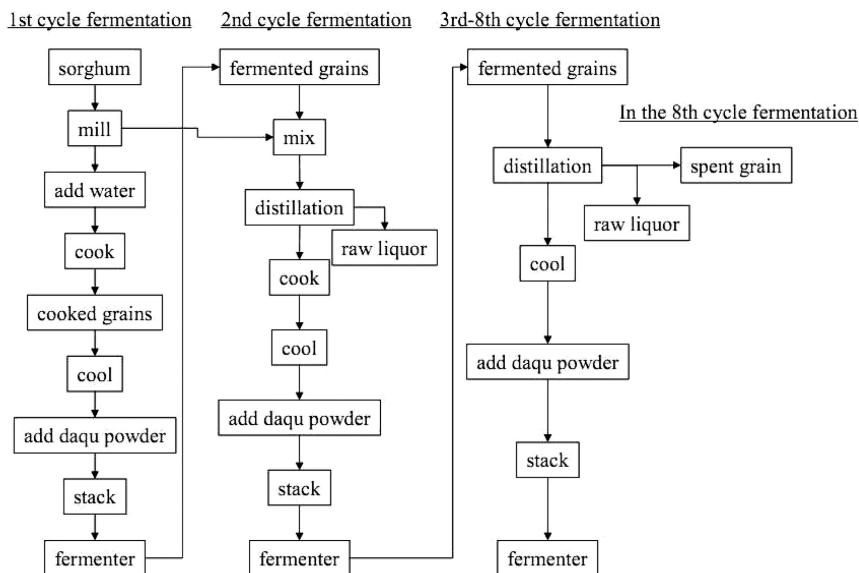 1st cycle fermentation
sorghum
mill
add water
cook
cooked grains
cool
add daqu powder
stack
fermenter
2nd cycle fermentation
fermented grains
mix
distillation
raw liquor
cook
cool
add daqu powder
stack
fermenter
3rd-8th cycle fermentation
fermented grains
In the 8th cycle fermentation
distillation
spent grain
raw liquor
cool
add daqu powder
stack
fermenter